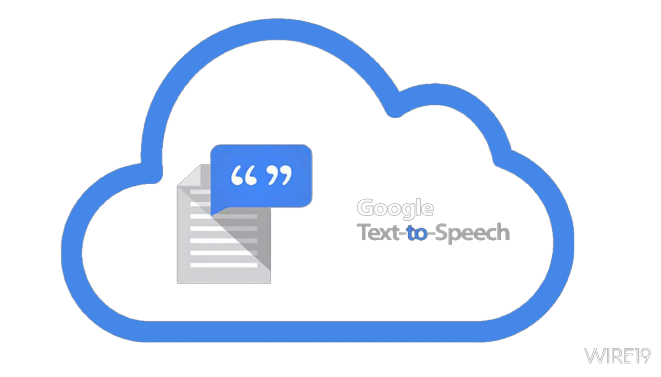 “ ”
Google
Text-to-Speech
WIRE19